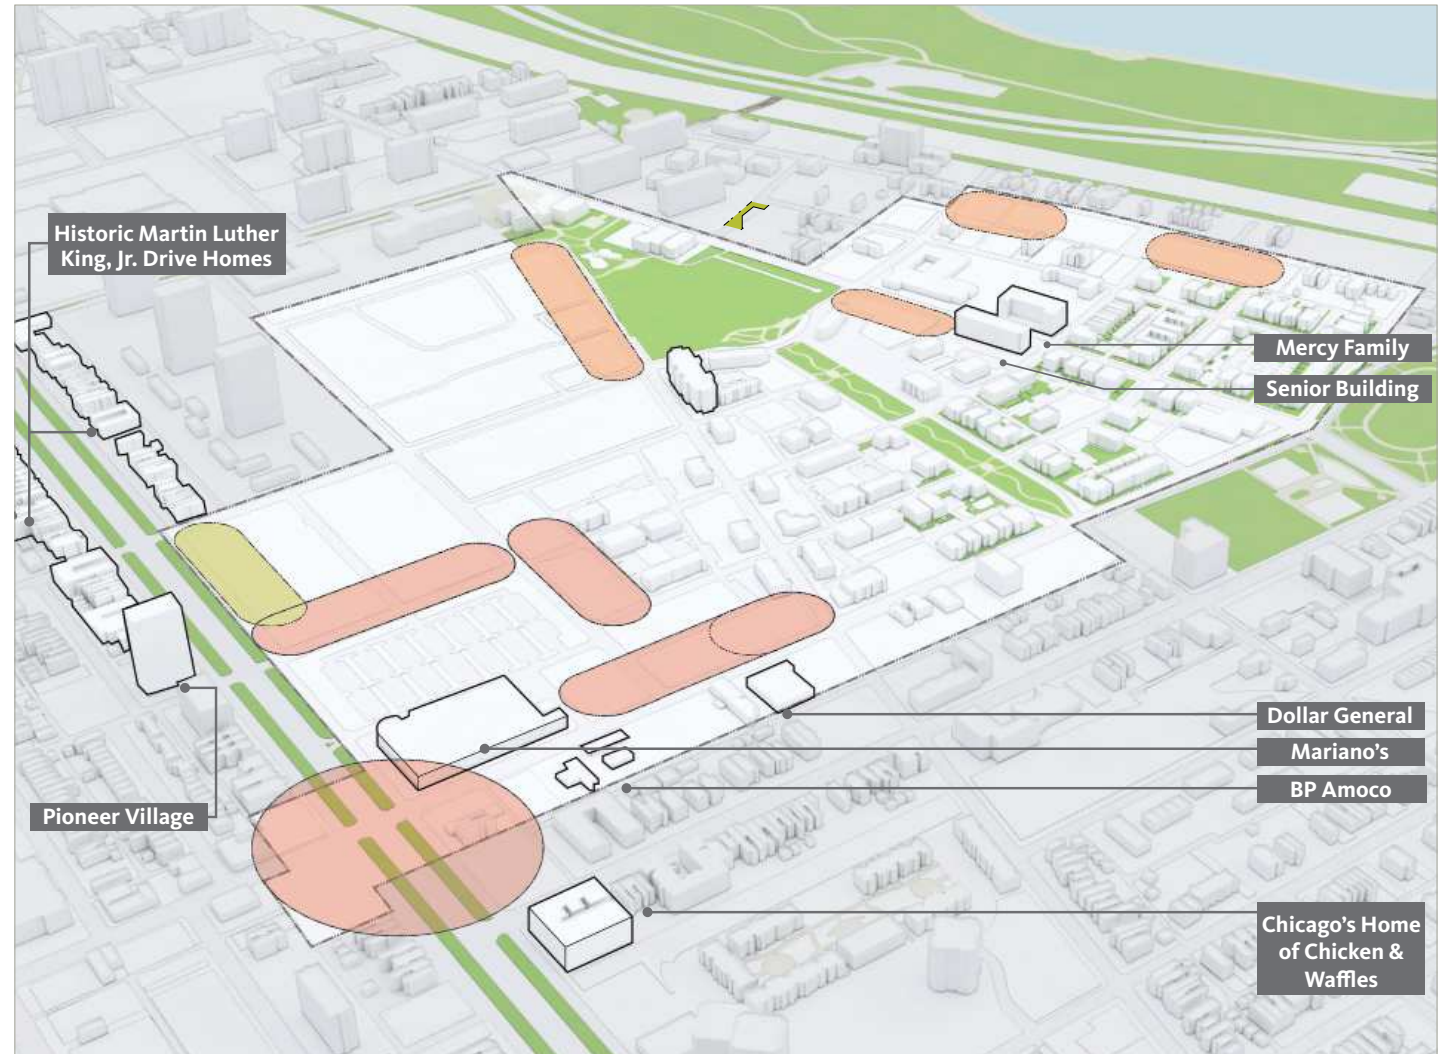 Historic Martin Luther
King, Jr. Drive Homes
Mercy Family
Senior Building
Dollar General
Mariano’s
BP Amoco
Pioneer Village
Chicago’s Home
of Chicken &
Waffles